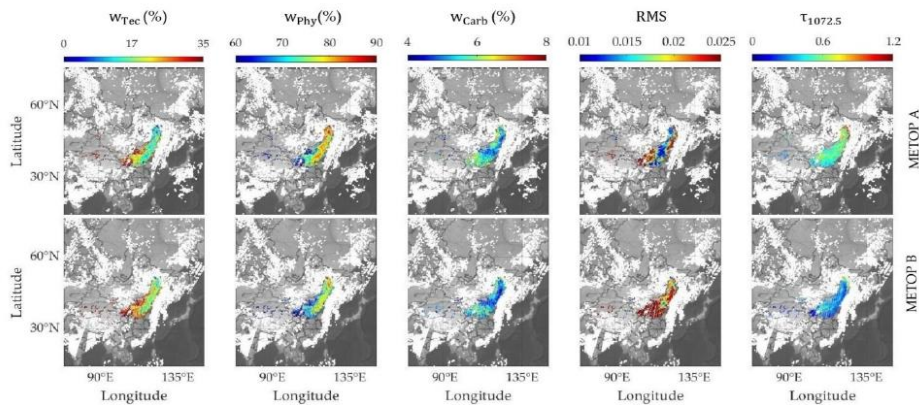 w_Tec (%) w_Phy (%) w_Carb (%) RMS τ_1072.5
0 17 35 60 70 80 90 4 6 8 0.01 0.015 0.02 0.025 0 0.6 1.2
60°N
Latitude
30°N
METOP A
60°N
Latitude
30°N
METOP B
90°E 135°E 90°E 135°E 90°E 135°E 90°E 135°E 90°E 135°E
Longitude Longitude Longitude Longitude Longitude